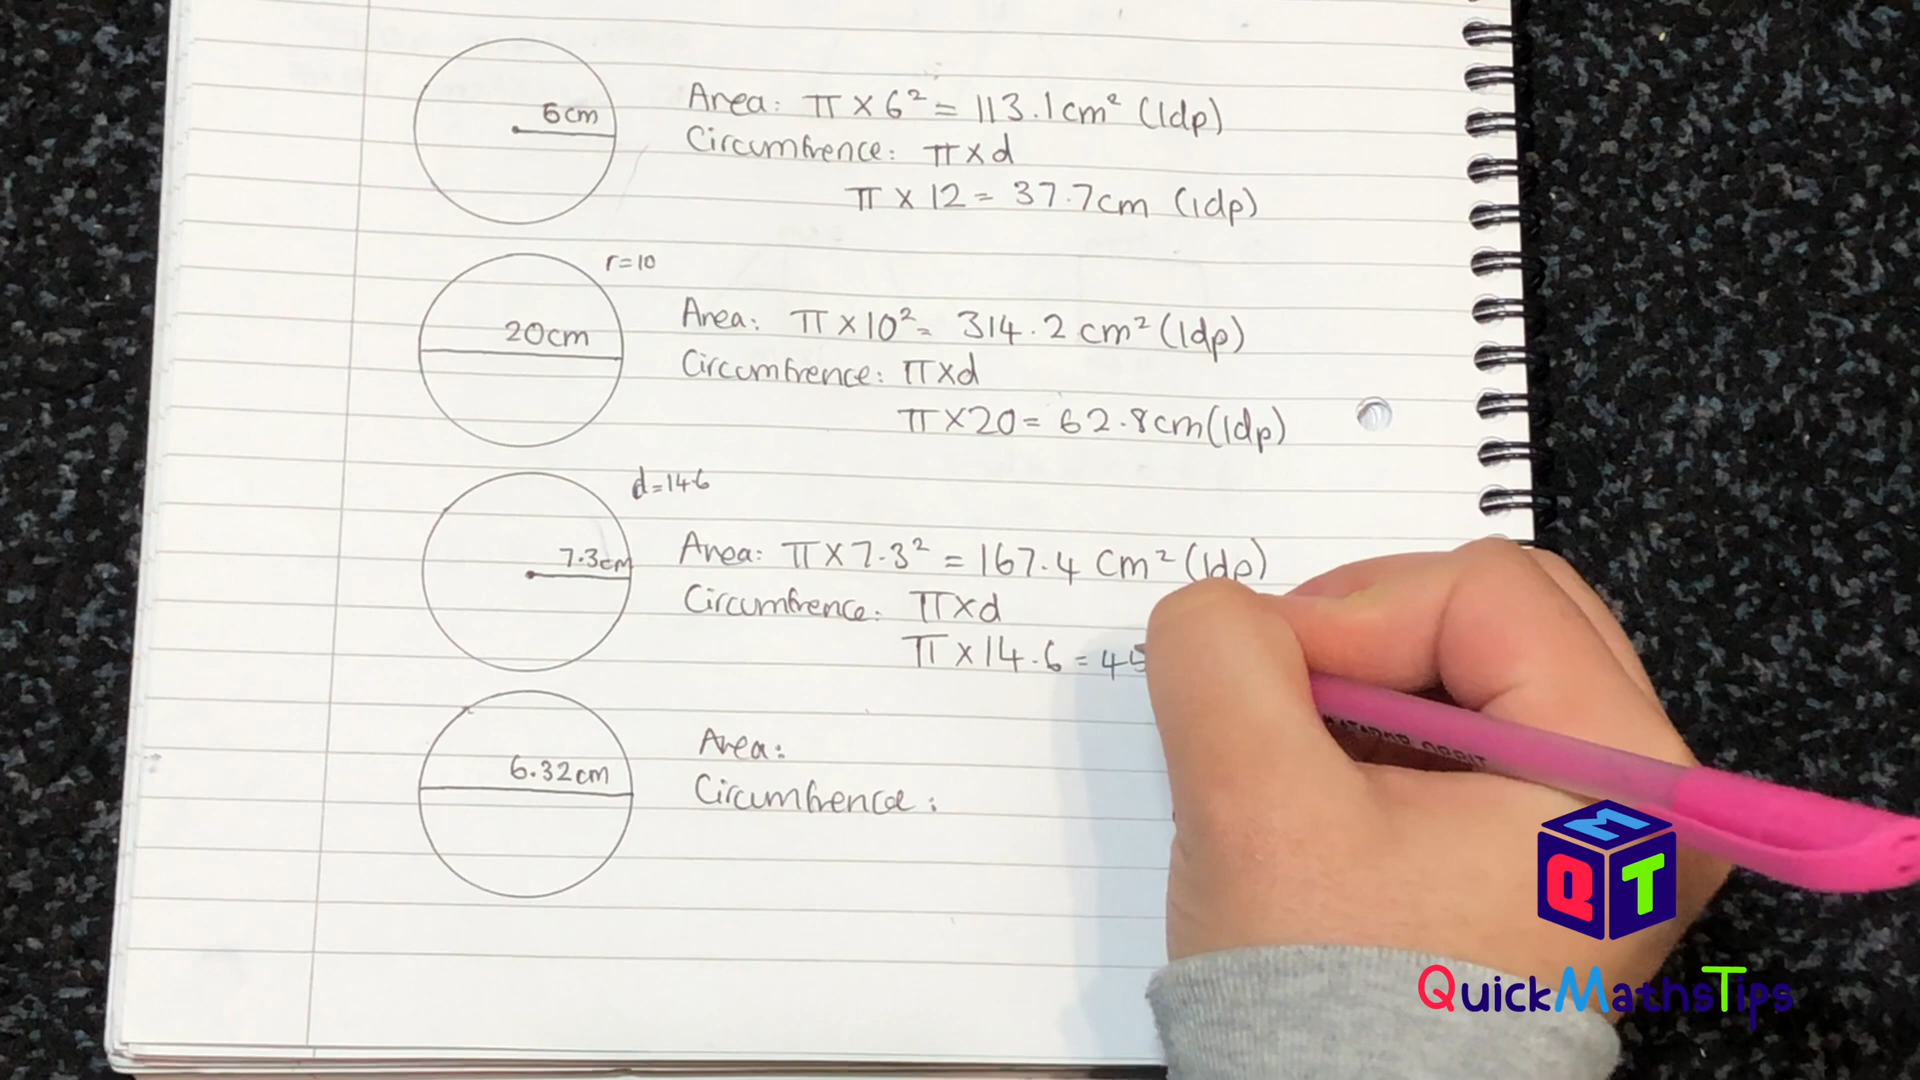 6cm
Area: π × 6² = 113.1cm² (1dp)
Circumfrence: π × d
π × 12 = 37.7cm (1dp)
r=10
20cm
Area: π × 10² = 314.2 cm² (1dp)
Circumfrence: π × d
π × 20 = 62.8cm (1dp)
d=14.6
7.3cm
Area: π × 7.3² = 167.4 cm² (1dp)
Circumfrence: π × d
π × 14.6 = 45
6.32cm
Area:
Circumfrence:
M
Q T
QuickMathsTips